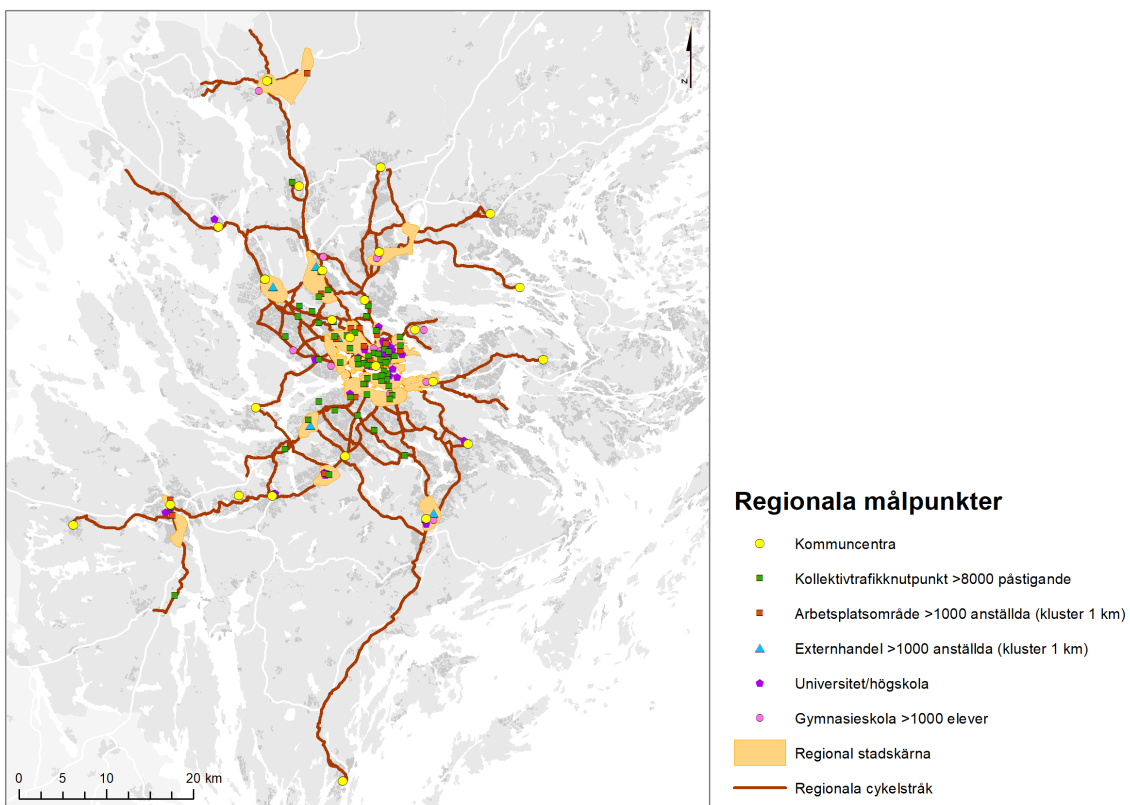 N
Regionala målpunkter
Kommuncentra
Kollektivtrafikknutpunkt >8000 påstigande
Arbetsplatsområde >1000 anställda (kluster 1 km)
Externhandel >1000 anställda (kluster 1 km)
Universitet/högskola
Gymnasieskola >1000 elever
Regional stadskärna
Regionala cykelstråk
0 5 10 20 km